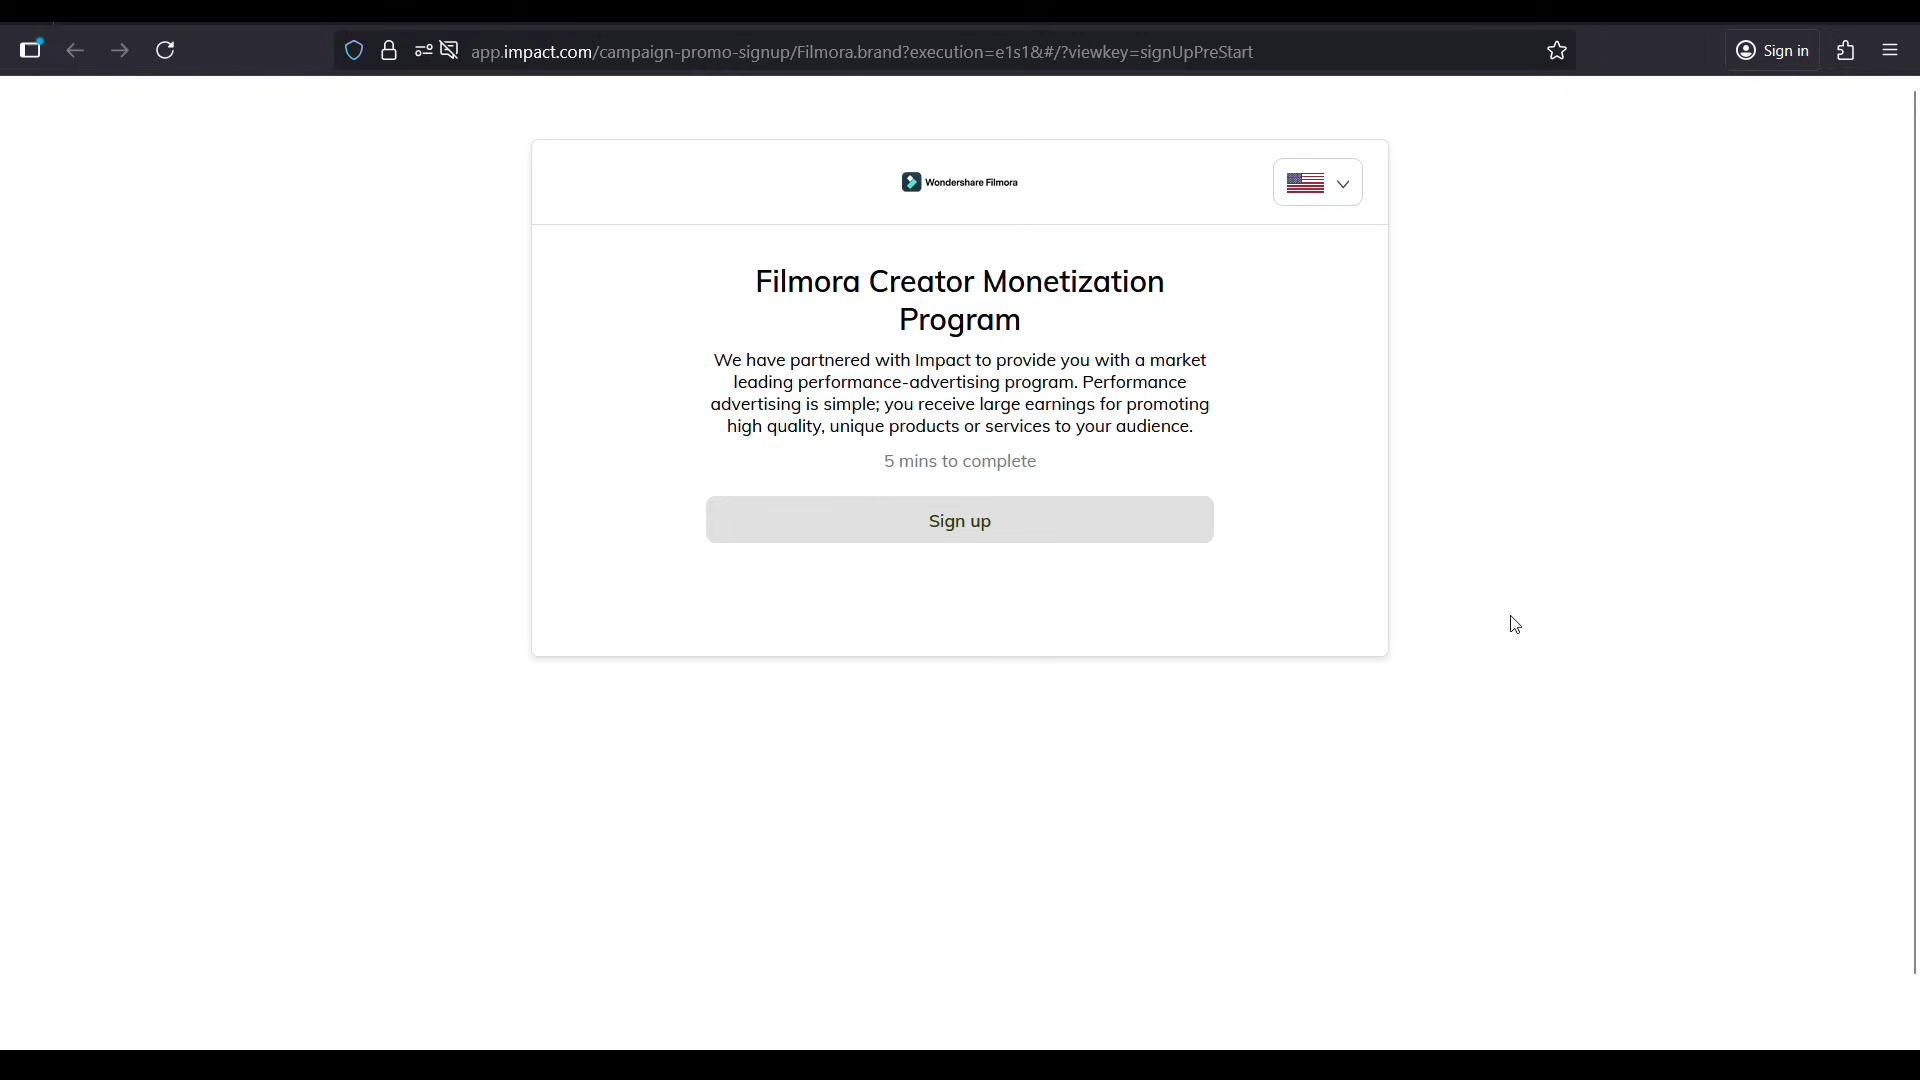 app.impact.com/campaign-promo-signup/Filmora.brand?execution=e1s1&#/?viewkey=signUpPreStart
Sign in
Wondershare Filmora
Filmora Creator Monetization
Program
We have partnered with Impact to provide you with a market
leading performance-advertising program. Performance
advertising is simple; you receive large earnings for promoting
high quality, unique products or services to your audience.
5 mins to complete
Sign up